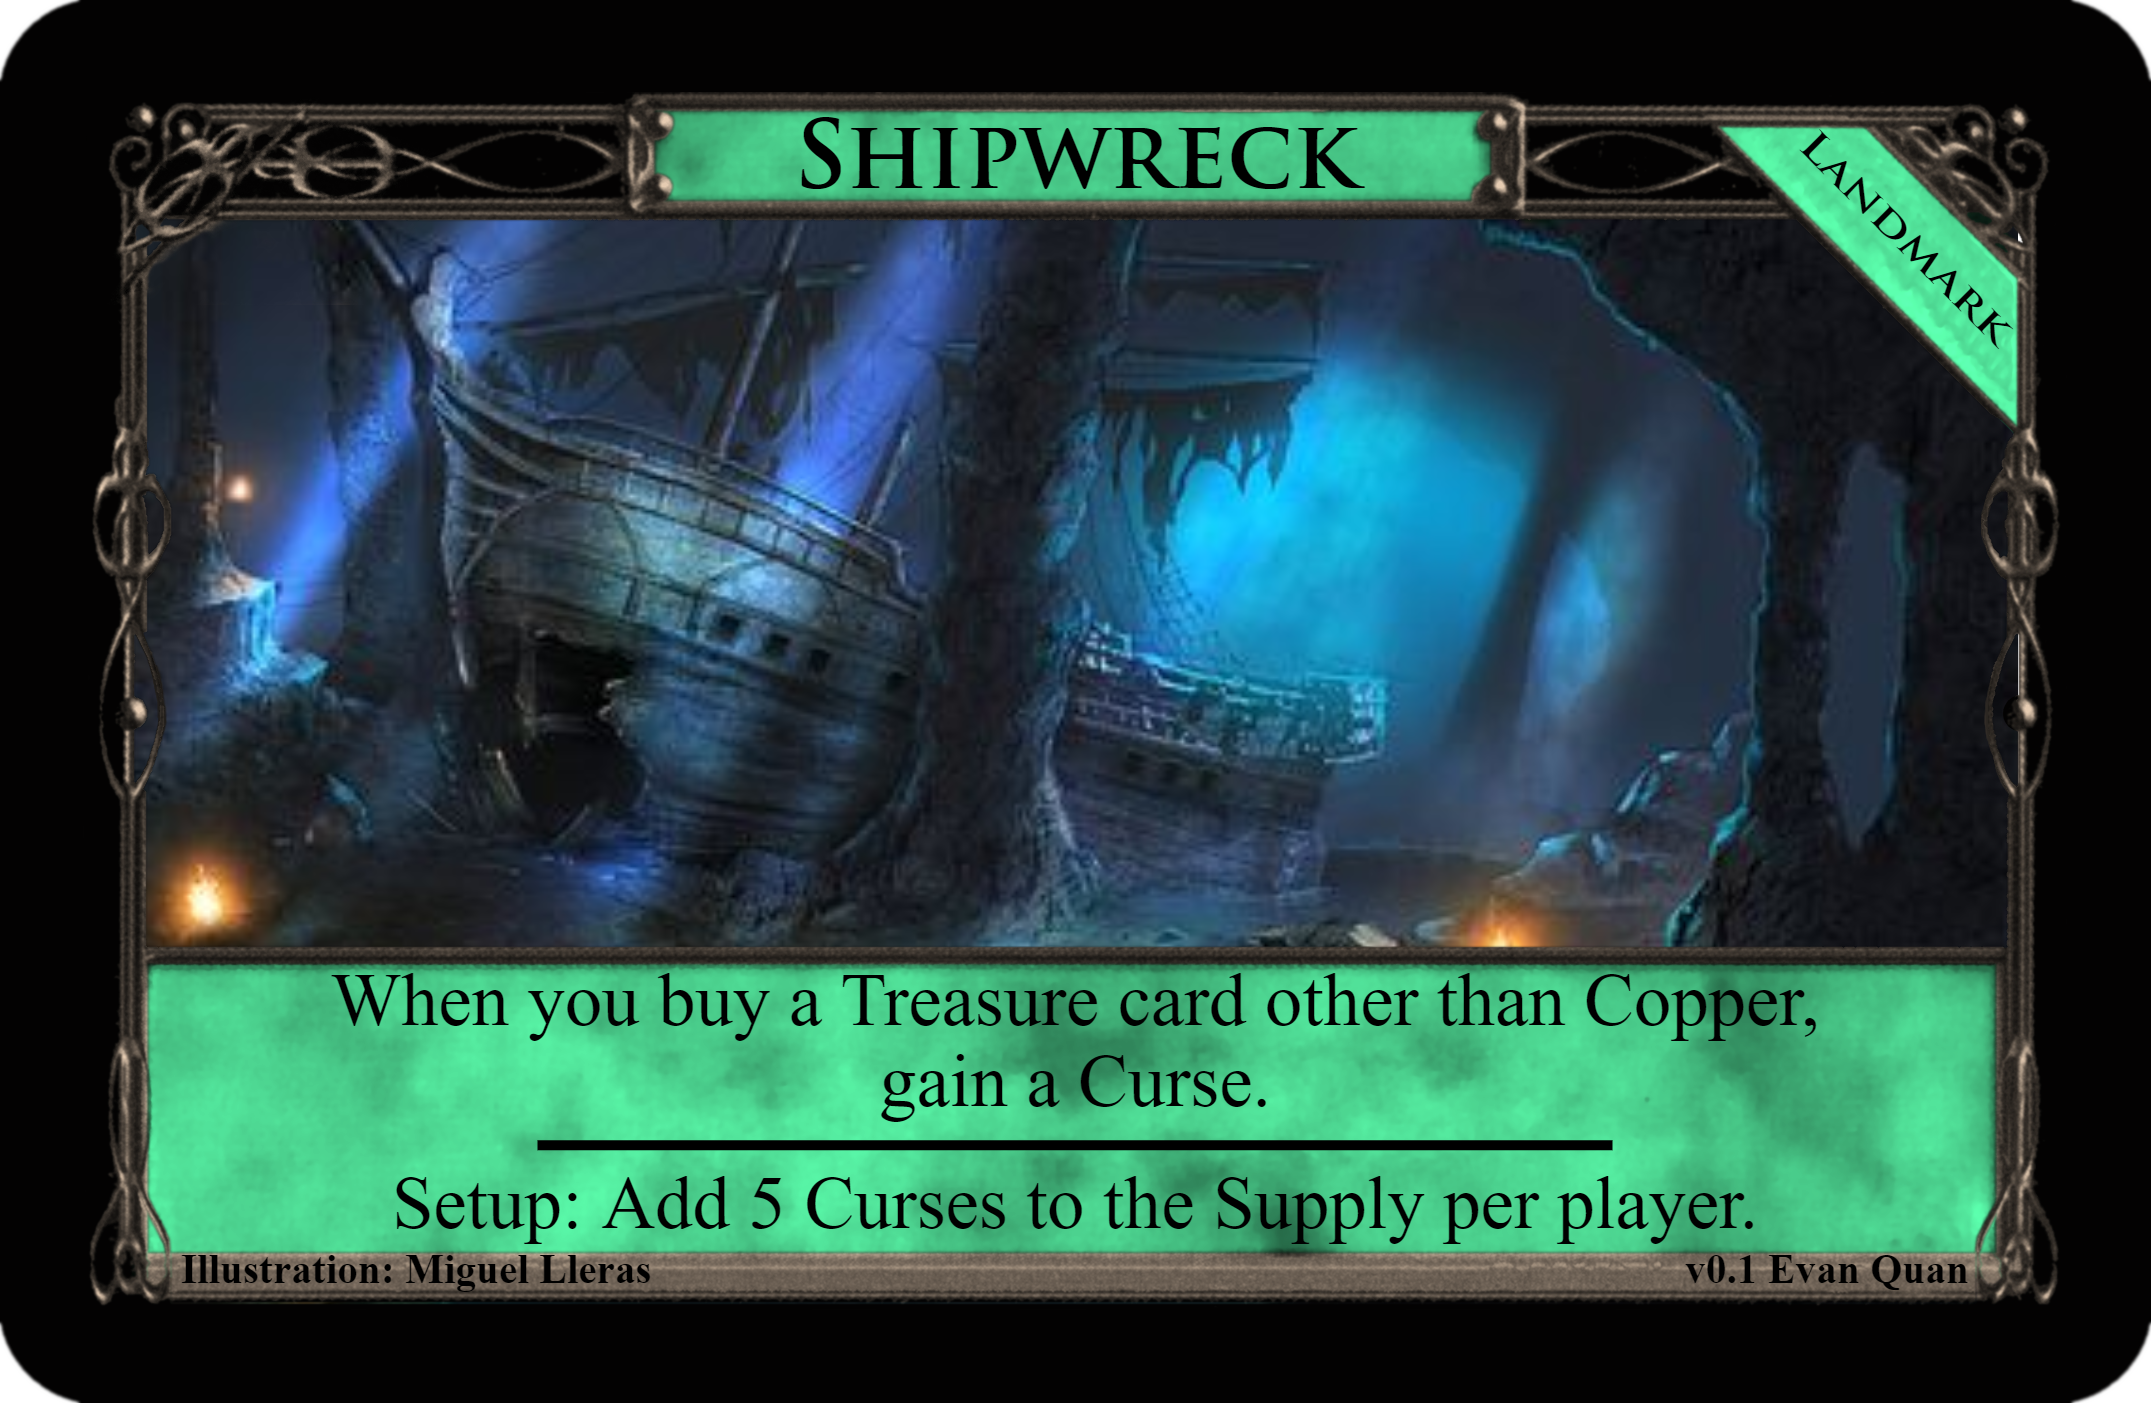 Shipwreck
LANDMARK
When you buy a Treasure card other than Copper,
gain a Curse.
Setup: Add 5 Curses to the Supply per player.
Illustration: Miguel Lleras
v0.1 Evan Quan